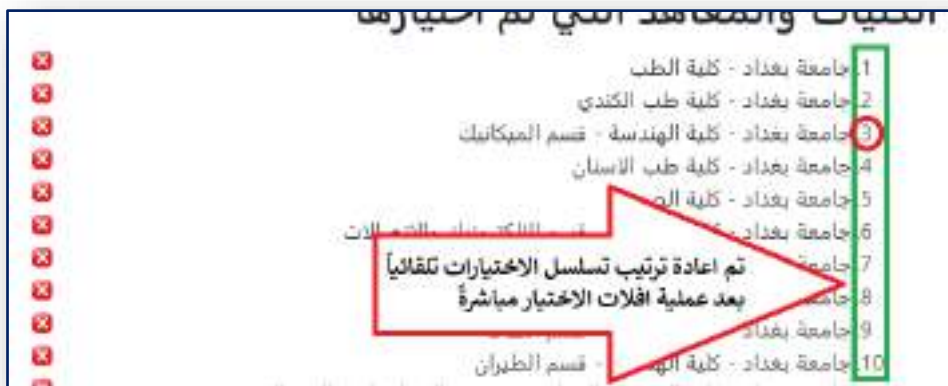 الكليات والمعاهد التي تم اختيارها
1. جامعة بغداد - كلية الطب
2. جامعة بغداد - كلية طب الكندي
3. جامعة بغداد - كلية الهندسة - قسم الميكانيك
4. جامعة بغداد - كلية طب الاسنان
5. جامعة بغداد - كلية
6. جامعة بغداد - قسم
7. جامعة
8.
9. جامعة بغداد
10. جامعة بغداد - كلية - قسم الطيران
تم اعادة ترتيب تسلسل الاختيارات تلقائياً
بعد عملية افلات الاختيار مباشرةً